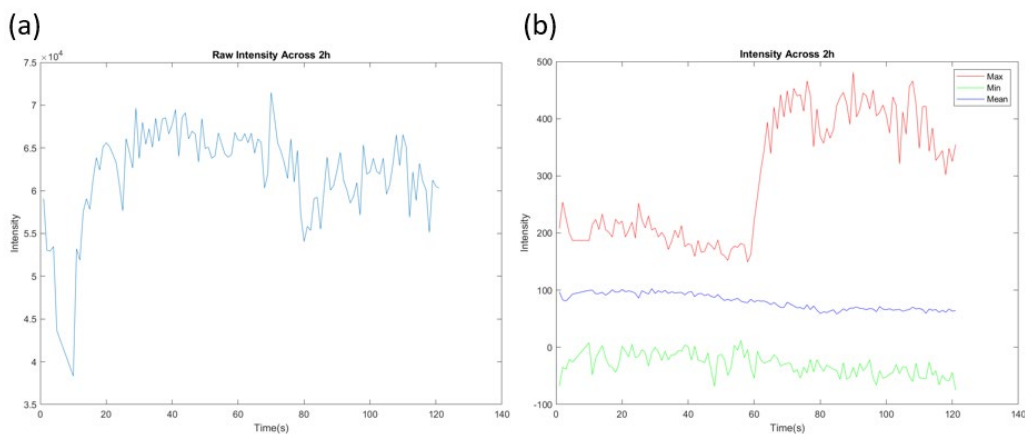 (a)
Raw Intensity Across 2h
×10⁴
7.5
7
6.5
6
5.5
5
4.5
4
3.5
Intensity
0 20 40 60 80 100 120 140
Time(s)
(b)
Intensity Across 2h
500
400
300
200
100
0
-100
Intensity
0 20 40 60 80 100 120 140
Time(s)
Max
Min
Mean